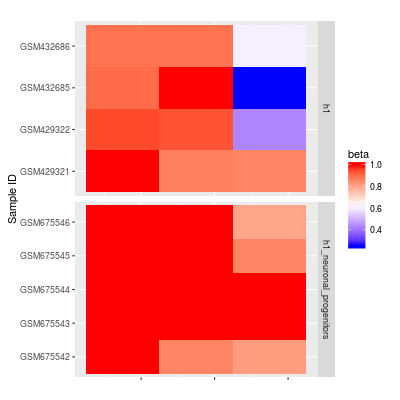 GSM432686
GSM432685
GSM429322
GSM429321
h1
GSM675546
GSM675545
GSM675544
GSM675543
GSM675542
h1_neuronal_progenitors
Sample ID
beta
1.0
0.8
0.6
0.4